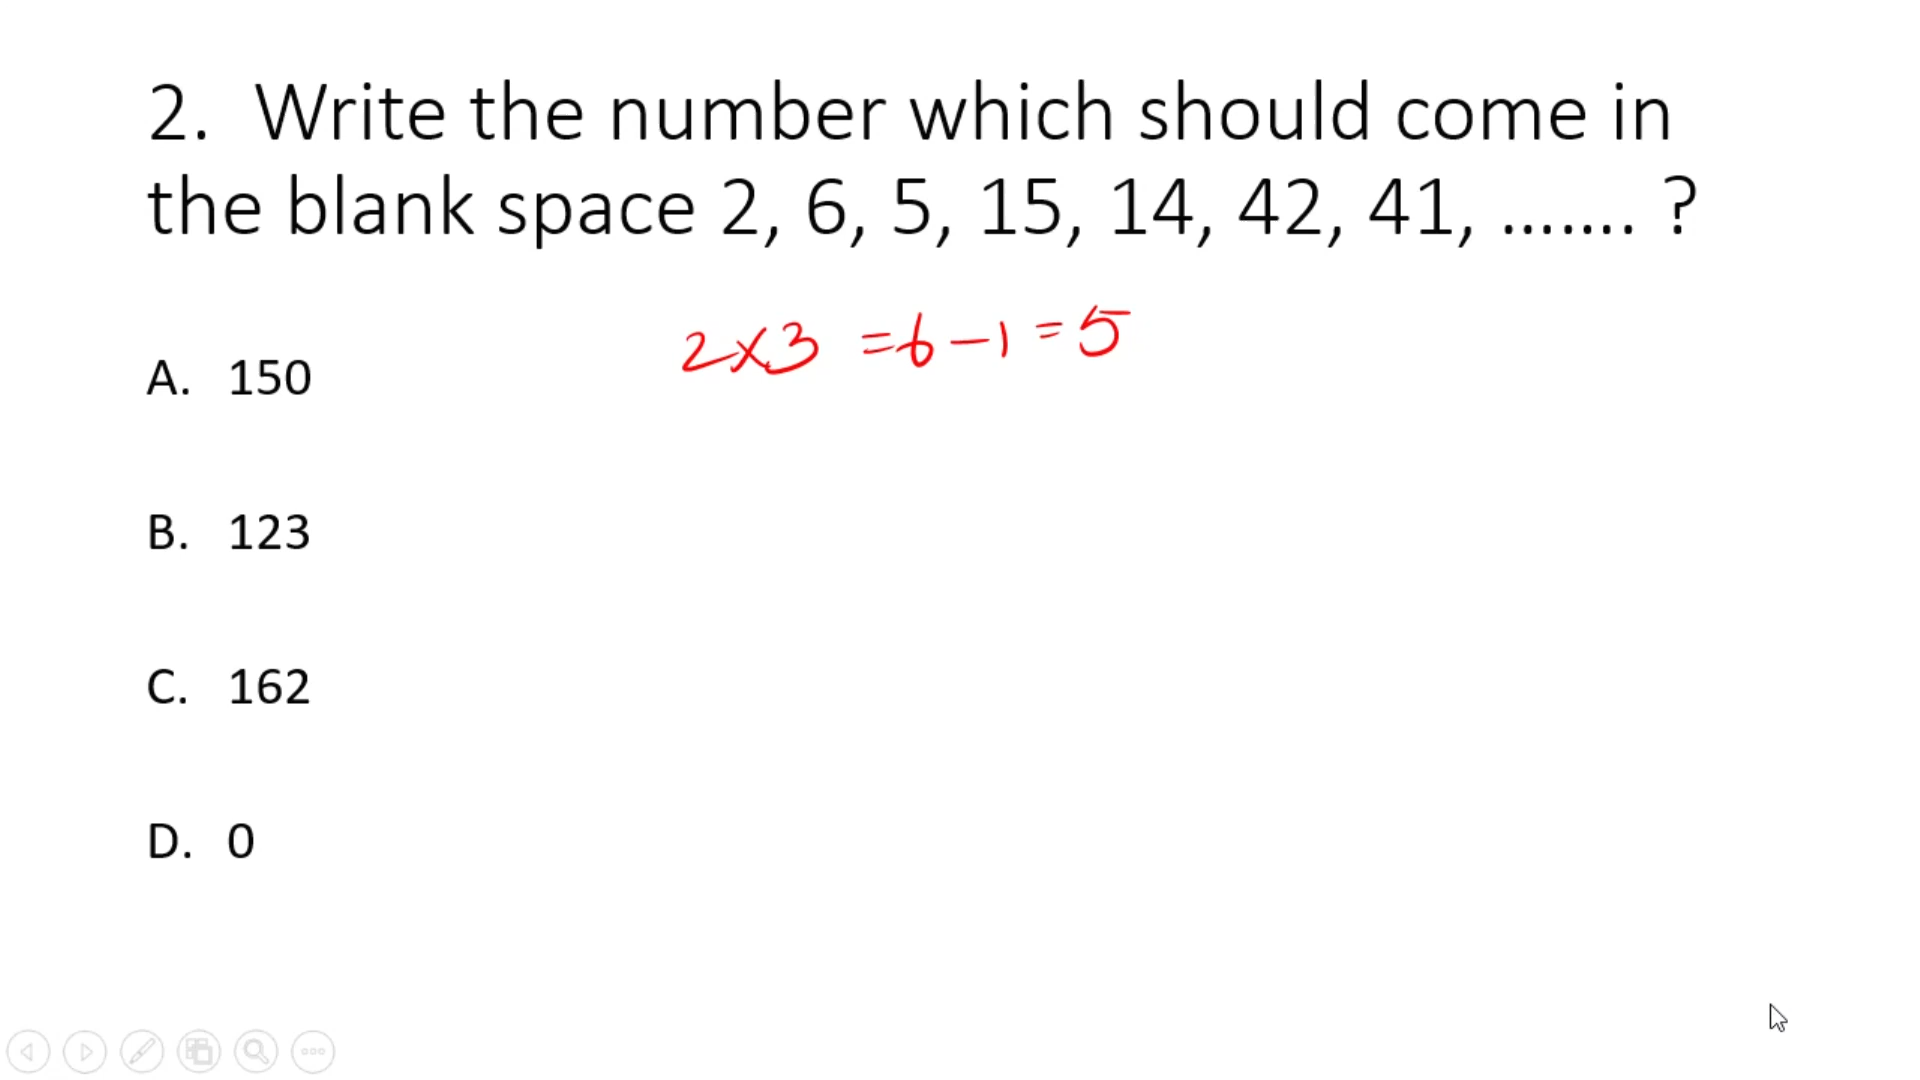 2. Write the number which should come in
the blank space 2, 6, 5, 15, 14, 42, 41, ....... ?
2x3 =6-1=5
A. 150
B. 123
C. 162
D. 0